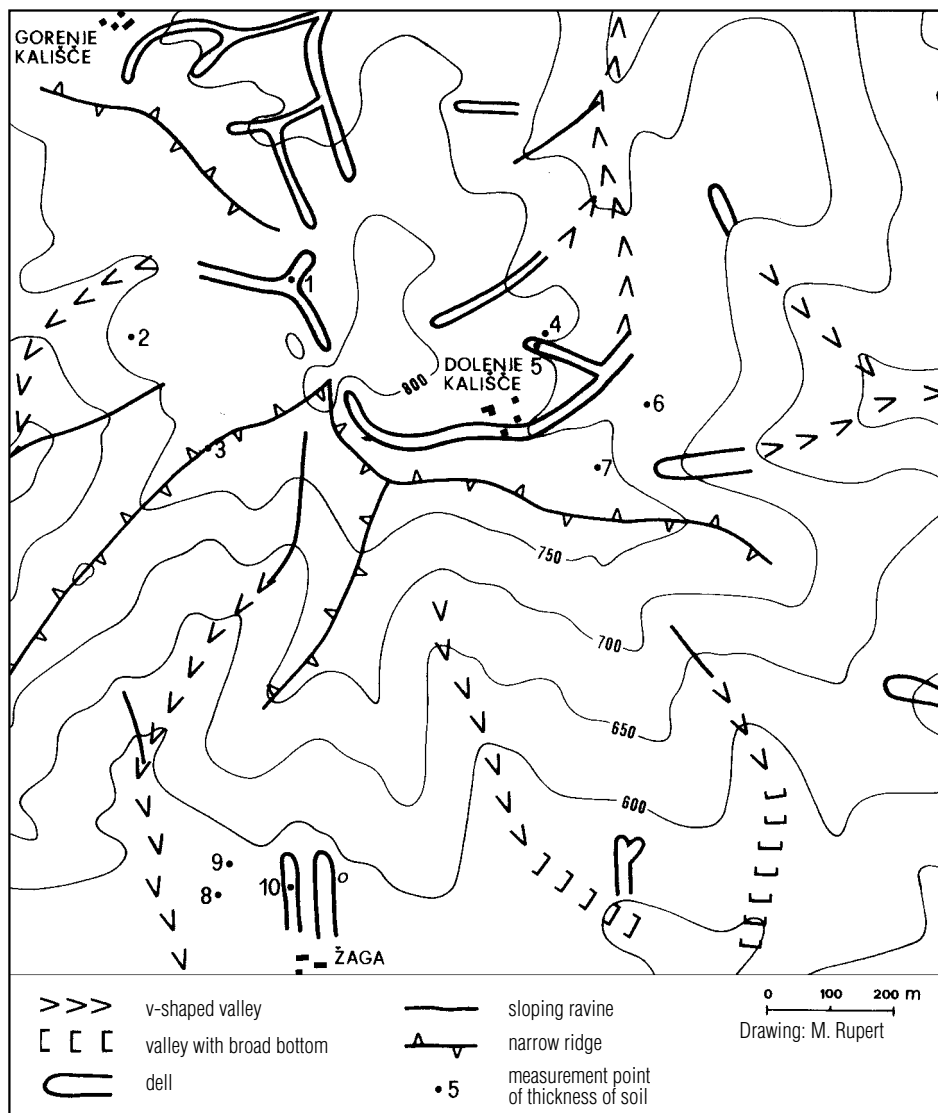 GORENJE
KALIŠČE
1
2
4
DOLENJE 5
KALIŠČE
800
6
3
7
750
700
650
600
9
8
10
ŽAGA
v-shaped valley
valley with broad bottom
dell
sloping ravine
narrow ridge
5 measurement point
of thickness of soil
0 100 200 m
Drawing: M. Rupert